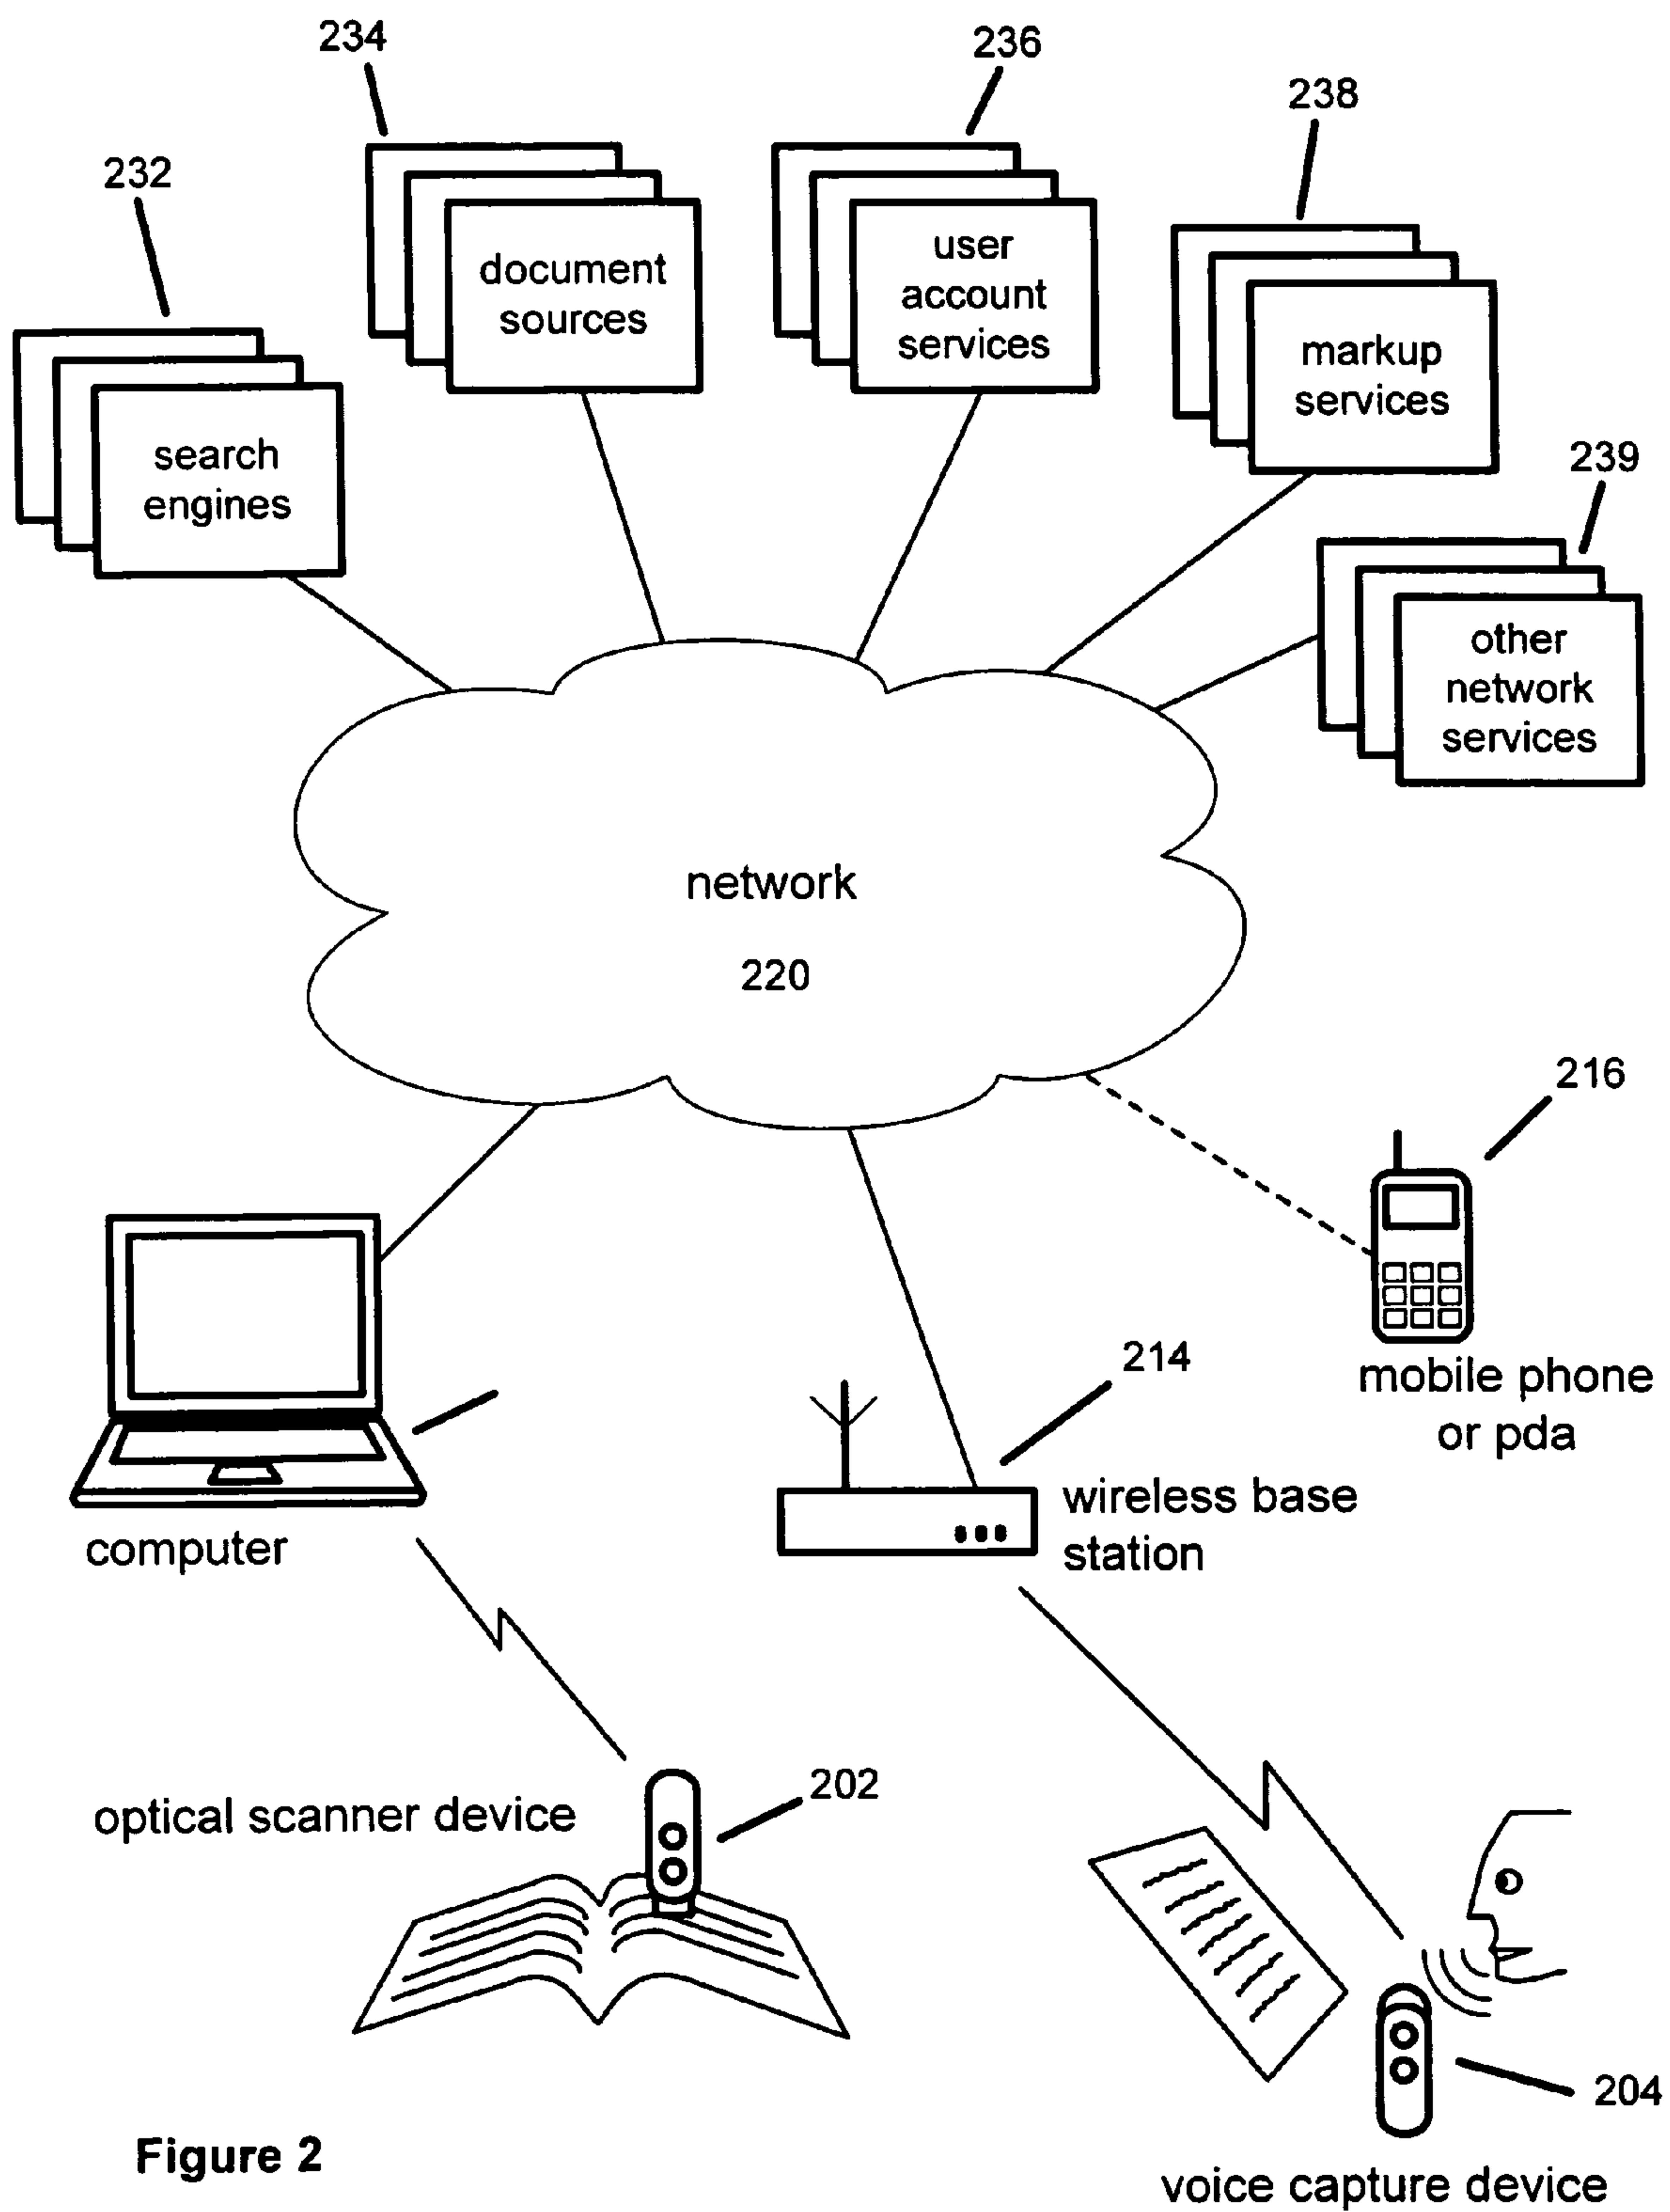 234
236
238
232
document
sources
user
account
services
markup
services
search
engines
239
other
network
services
network
220
216
mobile phone
or pda
214
wireless base
station
computer
optical scanner device
202
204
Figure 2
voice capture device